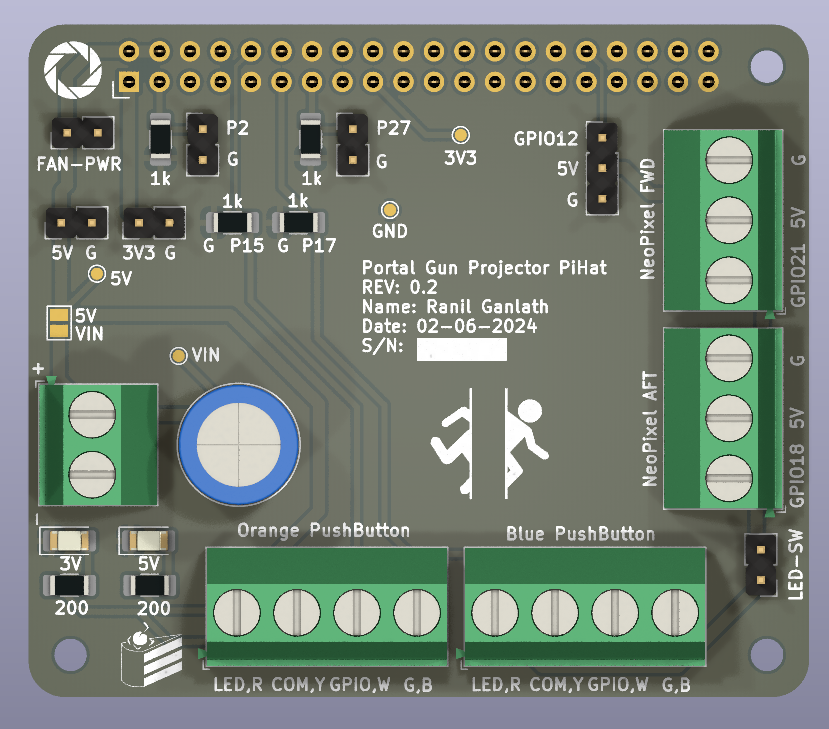 P2
P27
GPIO12
3V3
G
G
5V
G
FAN-PWR
1k
1k
G
5V
GPIO21
NeoPixel FWD
1k
1k
G P15
G P17
GND
5V G
3V3 G
5V
Portal Gun Projector PiHat
REV: 0.2
Name: Ranil Ganlath
Date: 02-06-2024
S/N:
5V
VIN
VIN
+
G
5V
GPIO18
NeoPixel AFT
-
Orange PushButton
Blue PushButton
LED-SW
3V
5V
200
200
LED,R COM,Y GPIO,W G,B
LED,R COM,Y GPIO,W G,B